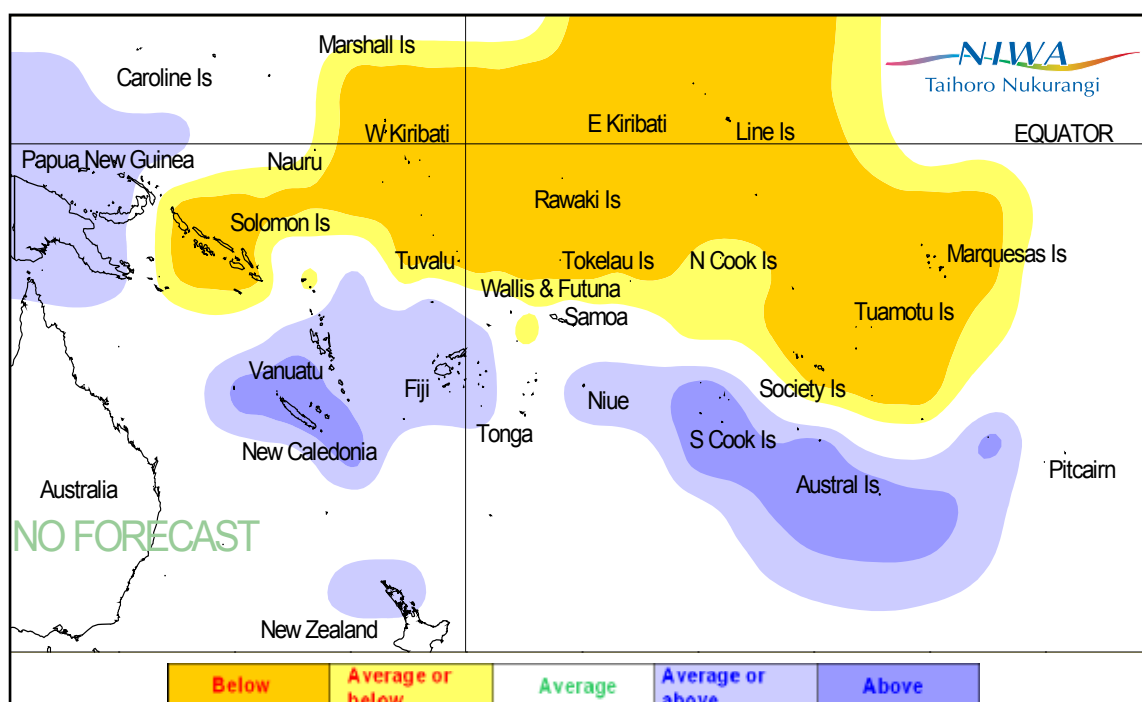 Marshall Is
NIWA
Taihoro Nukurangi
Caroline Is
E Kiribati
Line Is
W Kiribati
EQUATOR
Papua New Guinea
Nauru
Rawaki Is
Solomon Is
Marquesas Is
Tuvalu
Tokelau Is
N Cook Is
Wallis & Futuna
Samoa
Tuamotu Is
Vanuatu
Fiji
Society Is
Niue
Tonga
S Cook Is
New Caledonia
Pitcairn
Australia
Austral Is
NO FORECAST
New Zealand
Below
Average or
below
Average
Average or
above
Above